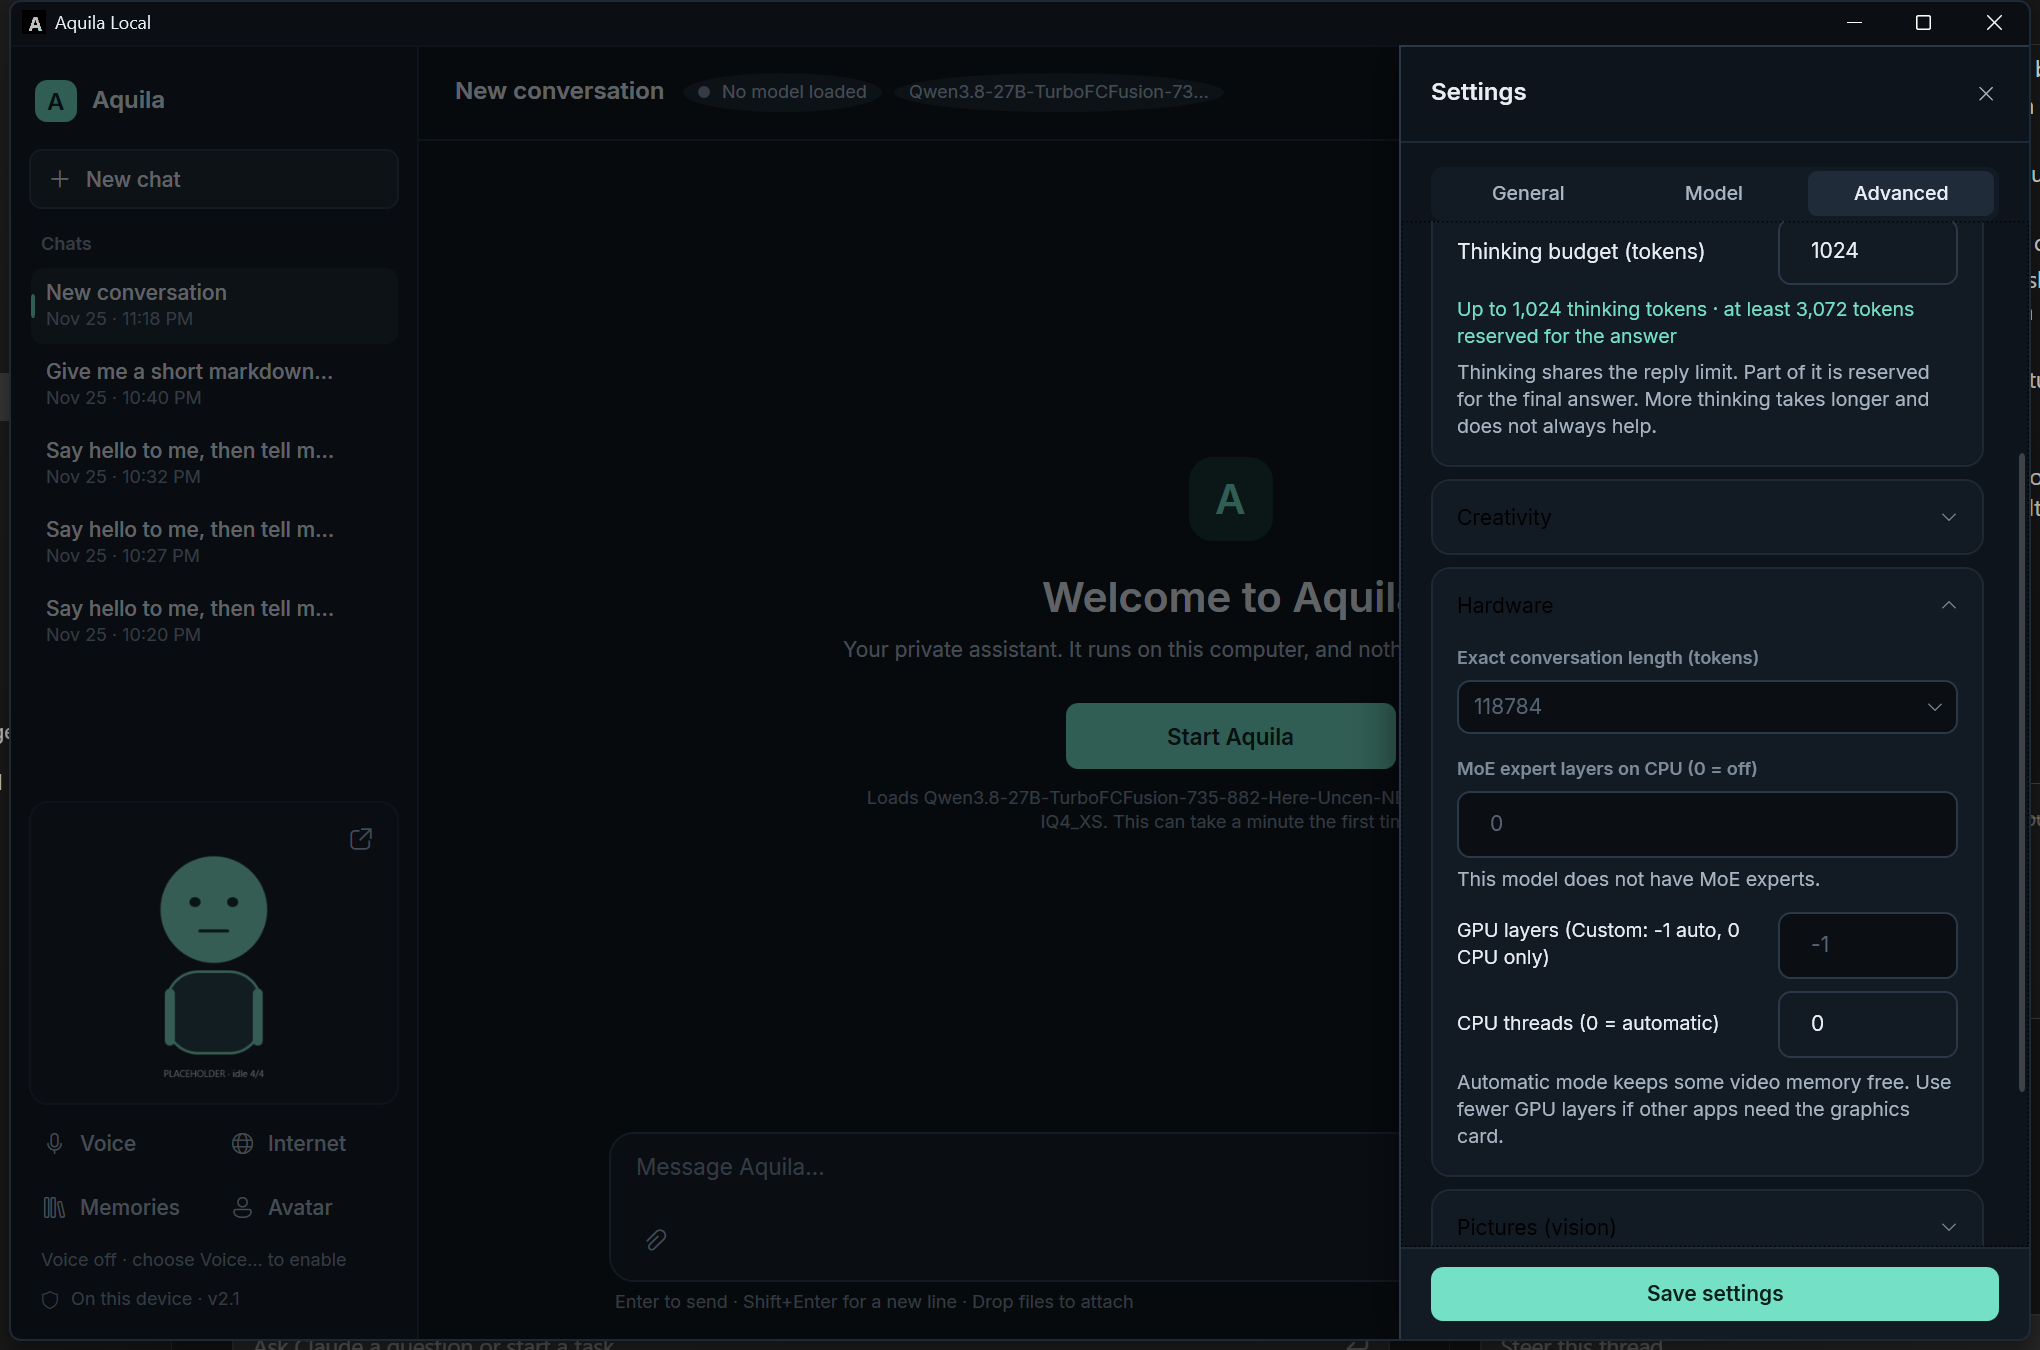 A Aquila Local
A Aquila
New chat
Chats
New conversation
Nov 25 · 11:18 PM
Give me a short markdown...
Nov 25 · 10:40 PM
Say hello to me, then tell m...
Nov 25 · 10:32 PM
Say hello to me, then tell m...
Nov 25 · 10:27 PM
Say hello to me, then tell m...
Nov 25 · 10:20 PM
PLACEHOLDER - idle 4/4
Voice
Internet
Memories
Avatar
Voice off · choose Voice... to enable
On this device · v2.1
New conversation
No model loaded
Qwen3.8-27B-TurboFCFusion-73...
A
Welcome to Aquil
Your private assistant. It runs on this computer, and noth
Start Aquila
Loads Qwen3.8-27B-TurboFCFusion-735-882-Here-Uncen-N
IQ4_XS. This can take a minute the first tim
Message Aquila...
Enter to send · Shift+Enter for a new line · Drop files to attach
Settings
General
Model
Advanced
Thinking budget (tokens)
1024
Up to 1,024 thinking tokens · at least 3,072 tokens
reserved for the answer
Thinking shares the reply limit. Part of it is reserved
for the final answer. More thinking takes longer and
does not always help.
Creativity
Hardware
Exact conversation length (tokens)
118784
MoE expert layers on CPU (0 = off)
0
This model does not have MoE experts.
GPU layers (Custom: -1 auto, 0
CPU only)
-1
CPU threads (0 = automatic)
0
Automatic mode keeps some video memory free. Use
fewer GPU layers if other apps need the graphics
card.
Pictures (vision)
Save settings
Ask Claude a question or start a task
Steer this thread